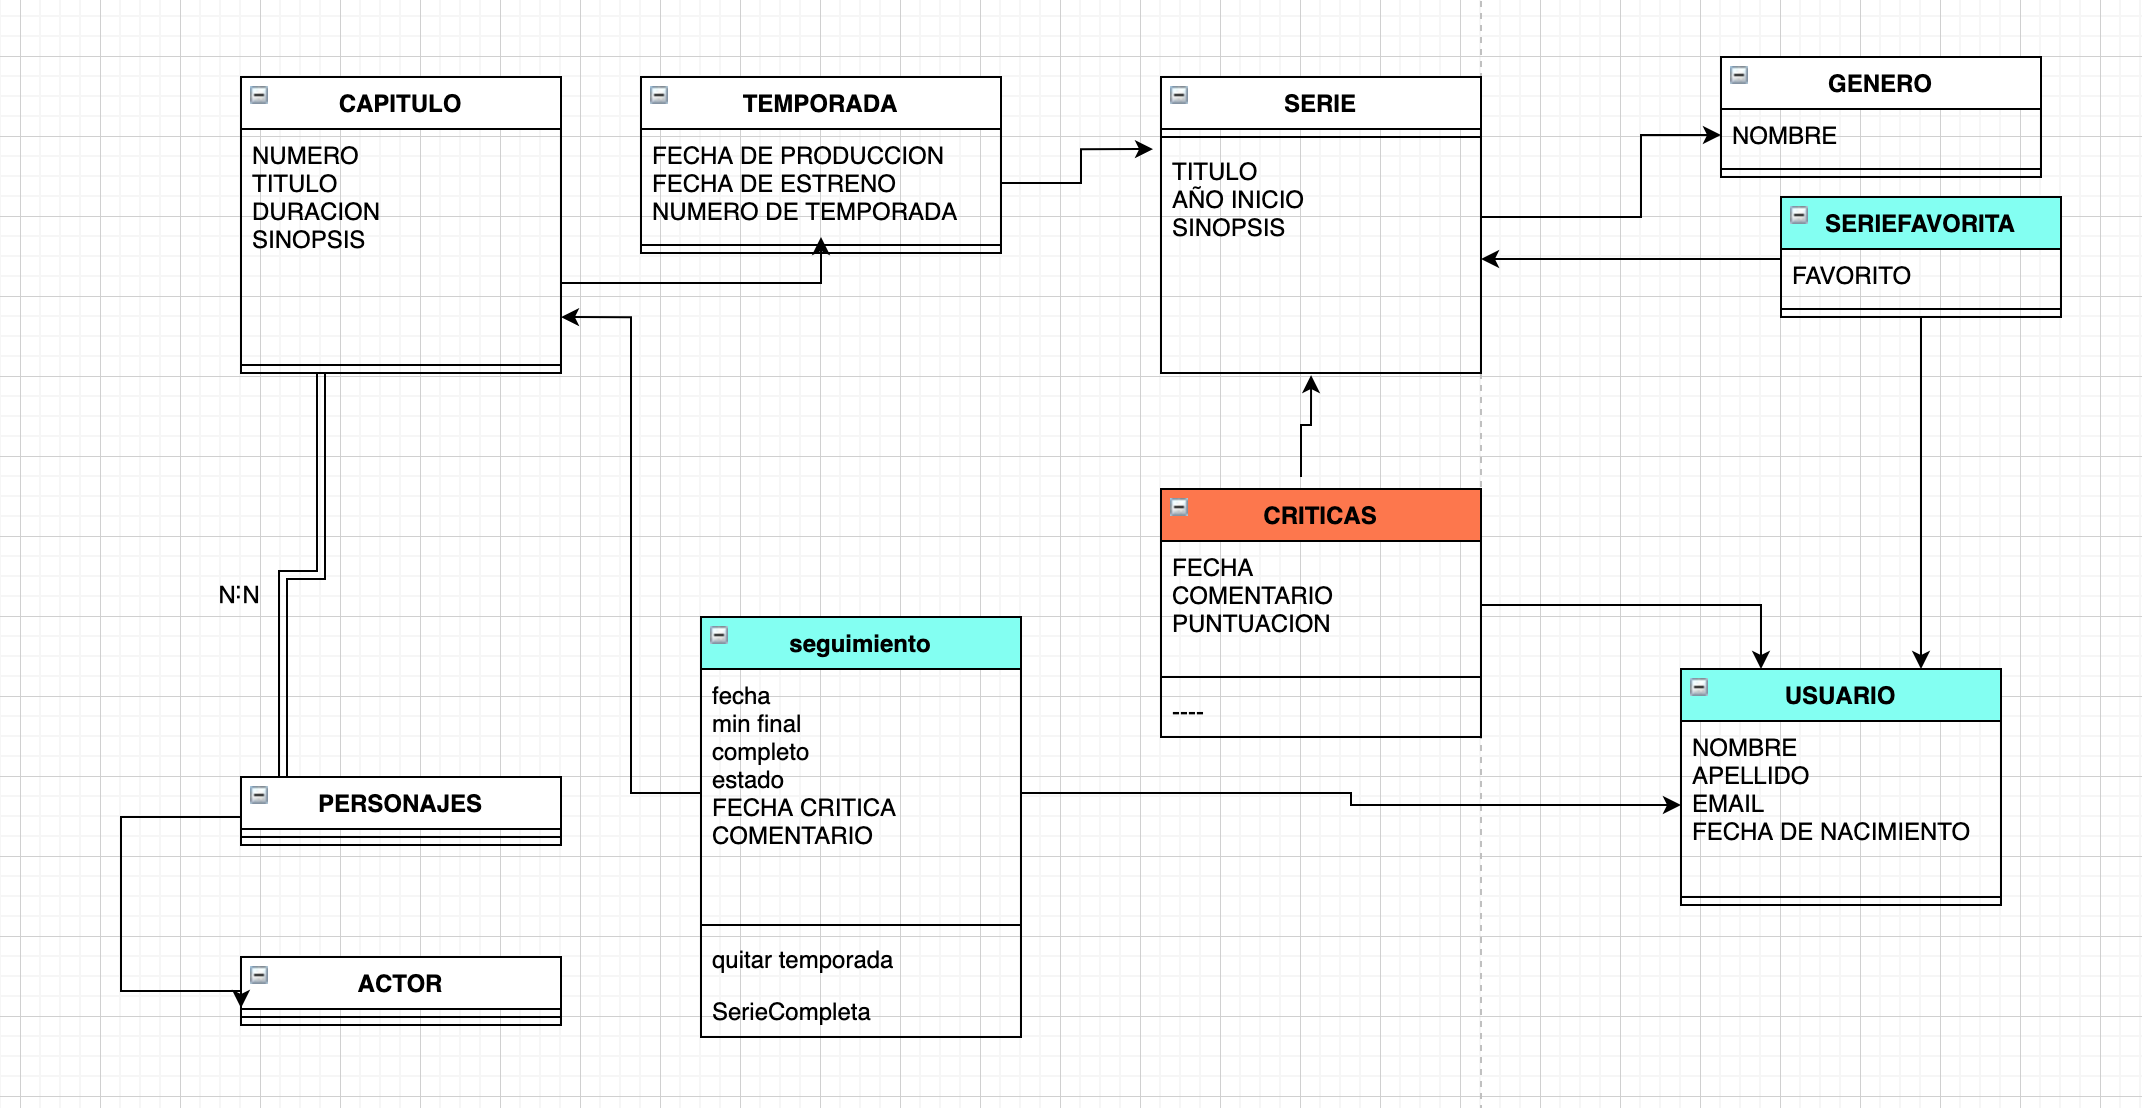 CAPITULO
NUMERO
TITULO
DURACION
SINOPSIS
TEMPORADA
FECHA DE PRODUCCION
FECHA DE ESTRENO
NUMERO DE TEMPORADA
SERIE
TITULO
AÑO INICIO
SINOPSIS
GENERO
NOMBRE
SERIEFAVORITA
FAVORITO
N:N
CRITICAS
FECHA
COMENTARIO
PUNTUACION
----
seguimiento
fecha
min final
completo
estado
FECHA CRITICA
COMENTARIO
quitar temporada
SerieCompleta
USUARIO
NOMBRE
APELLIDO
EMAIL
FECHA DE NACIMIENTO
PERSONAJES
ACTOR